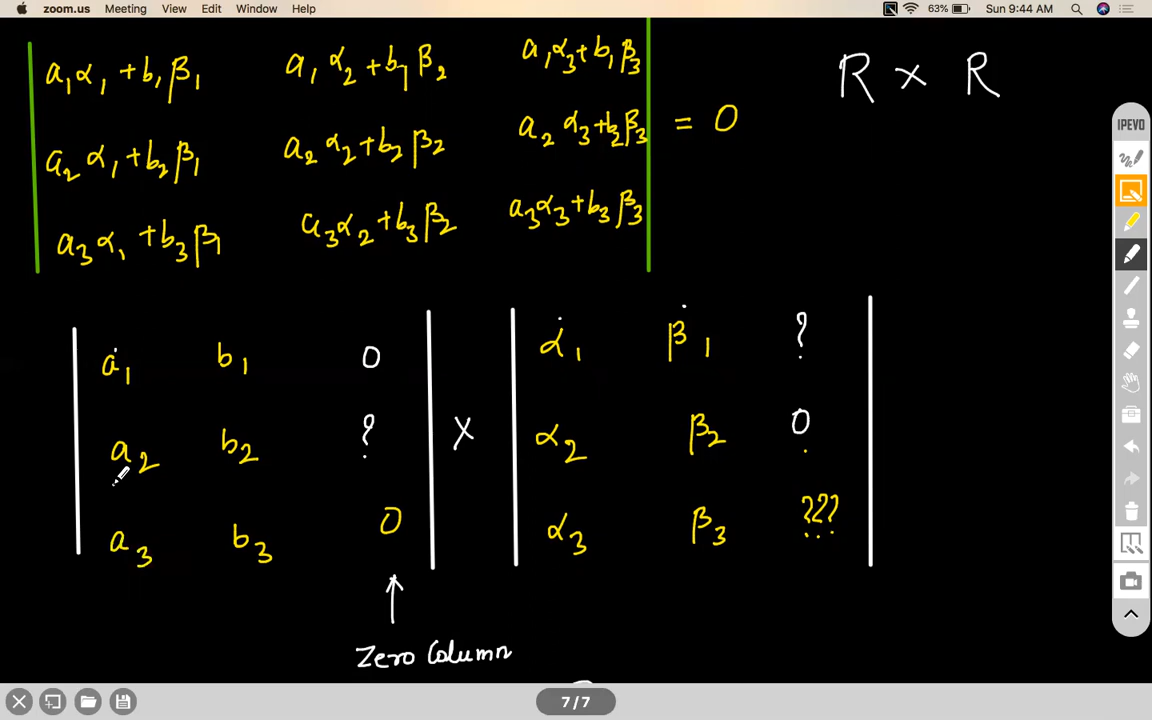 zoom.us Meeting View Edit Window Help 63% Sun 9:44 AM
a₁α₁ + b₁β₁ a₁α₂ + b₁β₂ a₁α₃ + b₁β₃
R × R
a₂α₁ + b₂β₁ a₂α₂ + b₂β₂ a₂α₃ + b₂β₃ = 0
a₃α₁ + b₃β₁ a₃α₂ + b₃β₂ a₃α₃ + b₃β₃
IPEVO
a₁ b₁ 0 α₁ β₁ ?
a₂ b₂ ? × α₂ β₂ 0
a₃ b₃ 0 α₃ β₃ ???
Zero Column
7/7